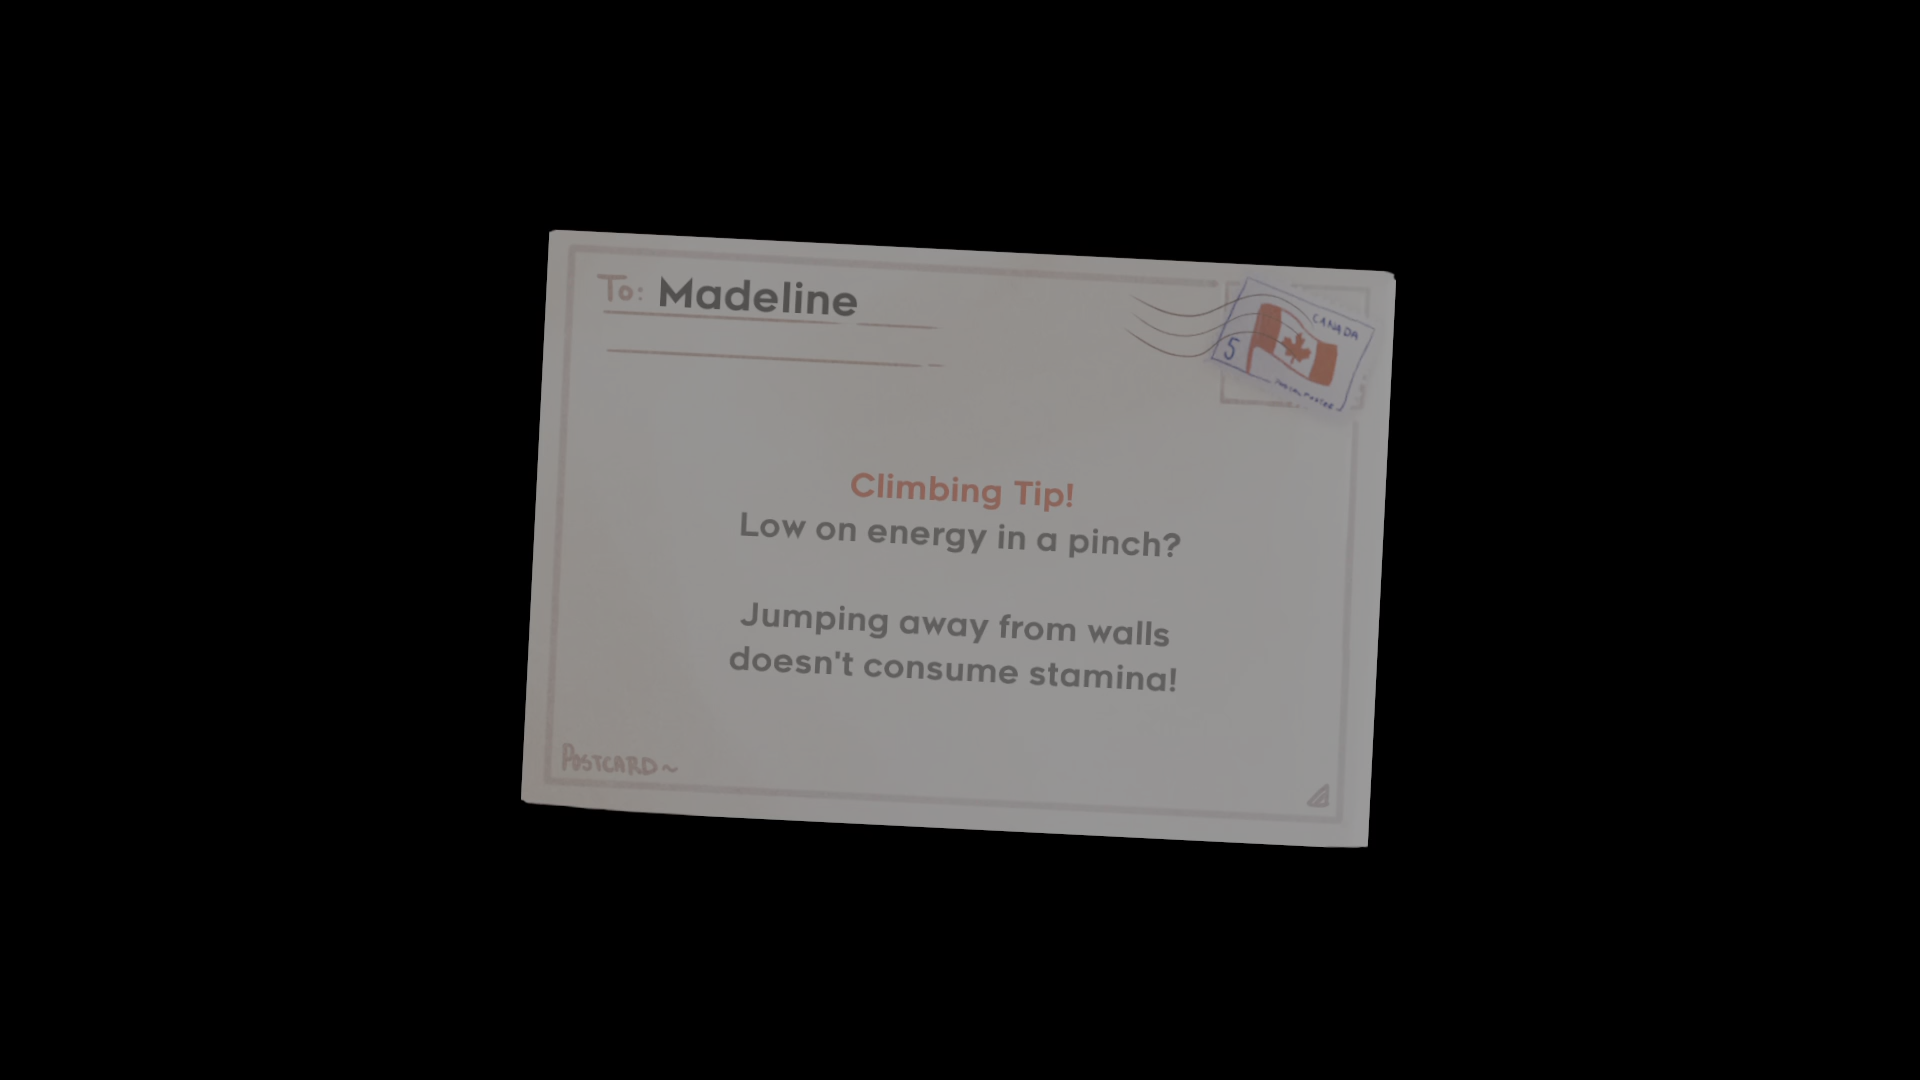 To: Madeline
CANADA
5
Climbing Tip!
Low on energy in a pinch?
Jumping away from walls
doesn't consume stamina!
POSTCARD~